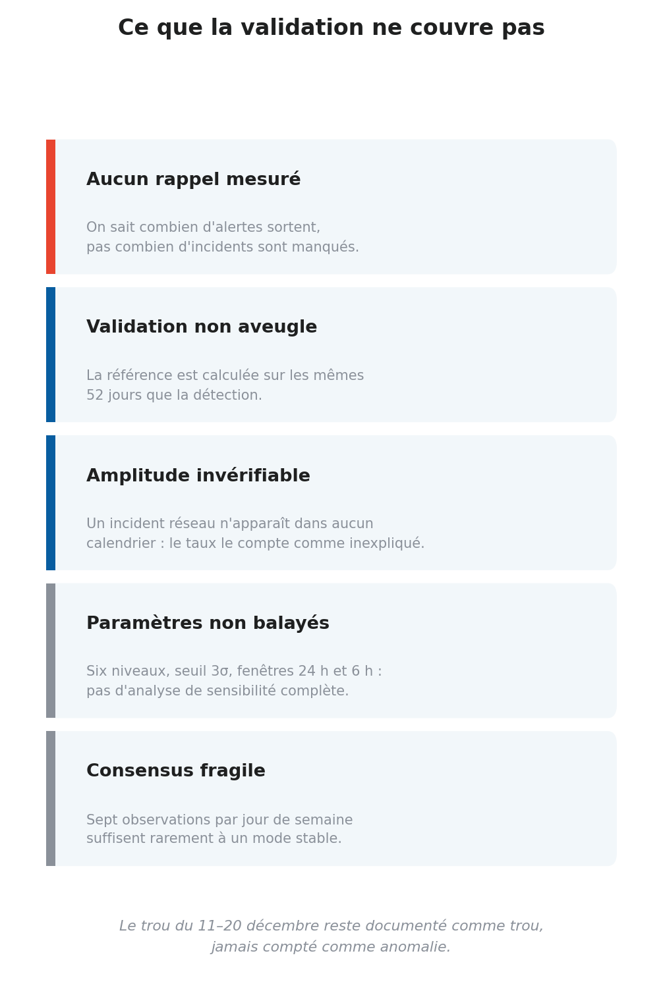 Ce que la validation ne couvre pas
Aucun rappel mesuré
On sait combien d'alertes sortent,
pas combien d'incidents sont manqués.
Validation non aveugle
La référence est calculée sur les mêmes
52 jours que la détection.
Amplitude invérifiable
Un incident réseau n'apparaît dans aucun
calendrier : le taux le compte comme inexpliqué.
Paramètres non balayés
Six niveaux, seuil 3σ, fenêtres 24 h et 6 h :
pas d'analyse de sensibilité complète.
Consensus fragile
Sept observations par jour de semaine
suffisent rarement à un mode stable.
Le trou du 11–20 décembre reste documenté comme trou,
jamais compté comme anomalie.